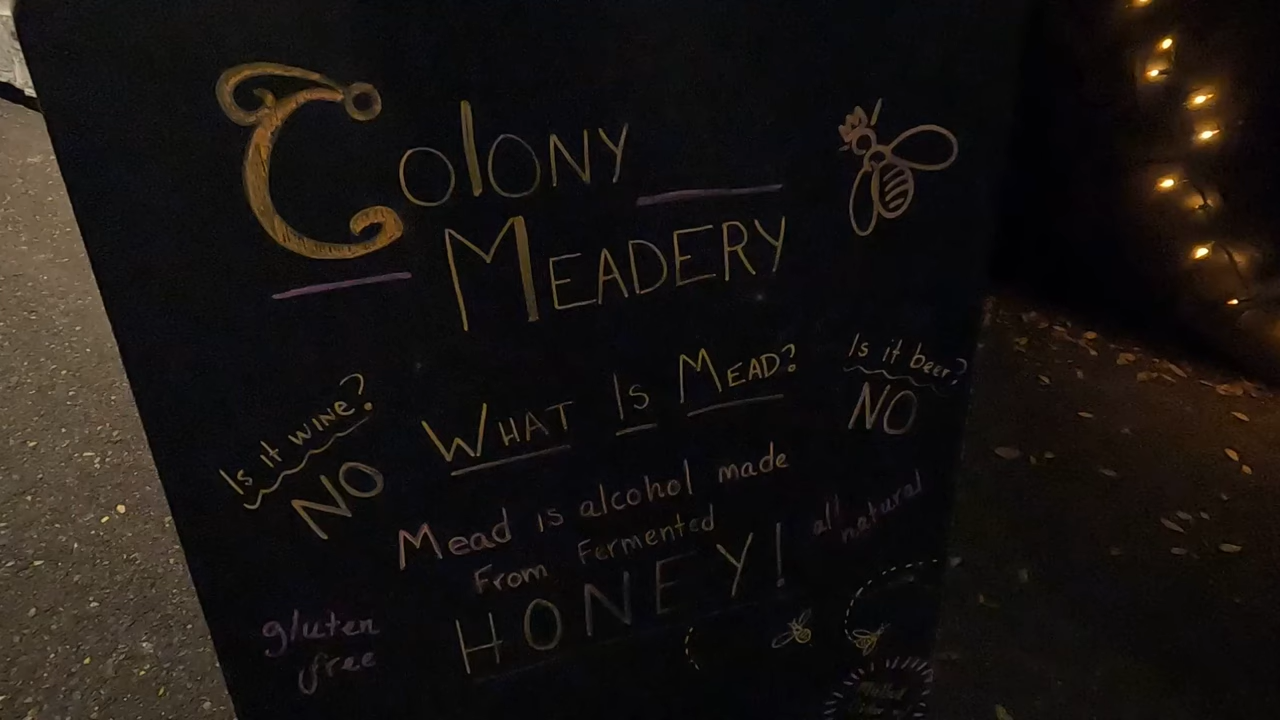 Colony
Meadery
What Is Mead?
Is it wine?
NO
Is it beer?
NO
Mead is alcohol made
From Fermented
HONEY!
all
natural
gluten
free